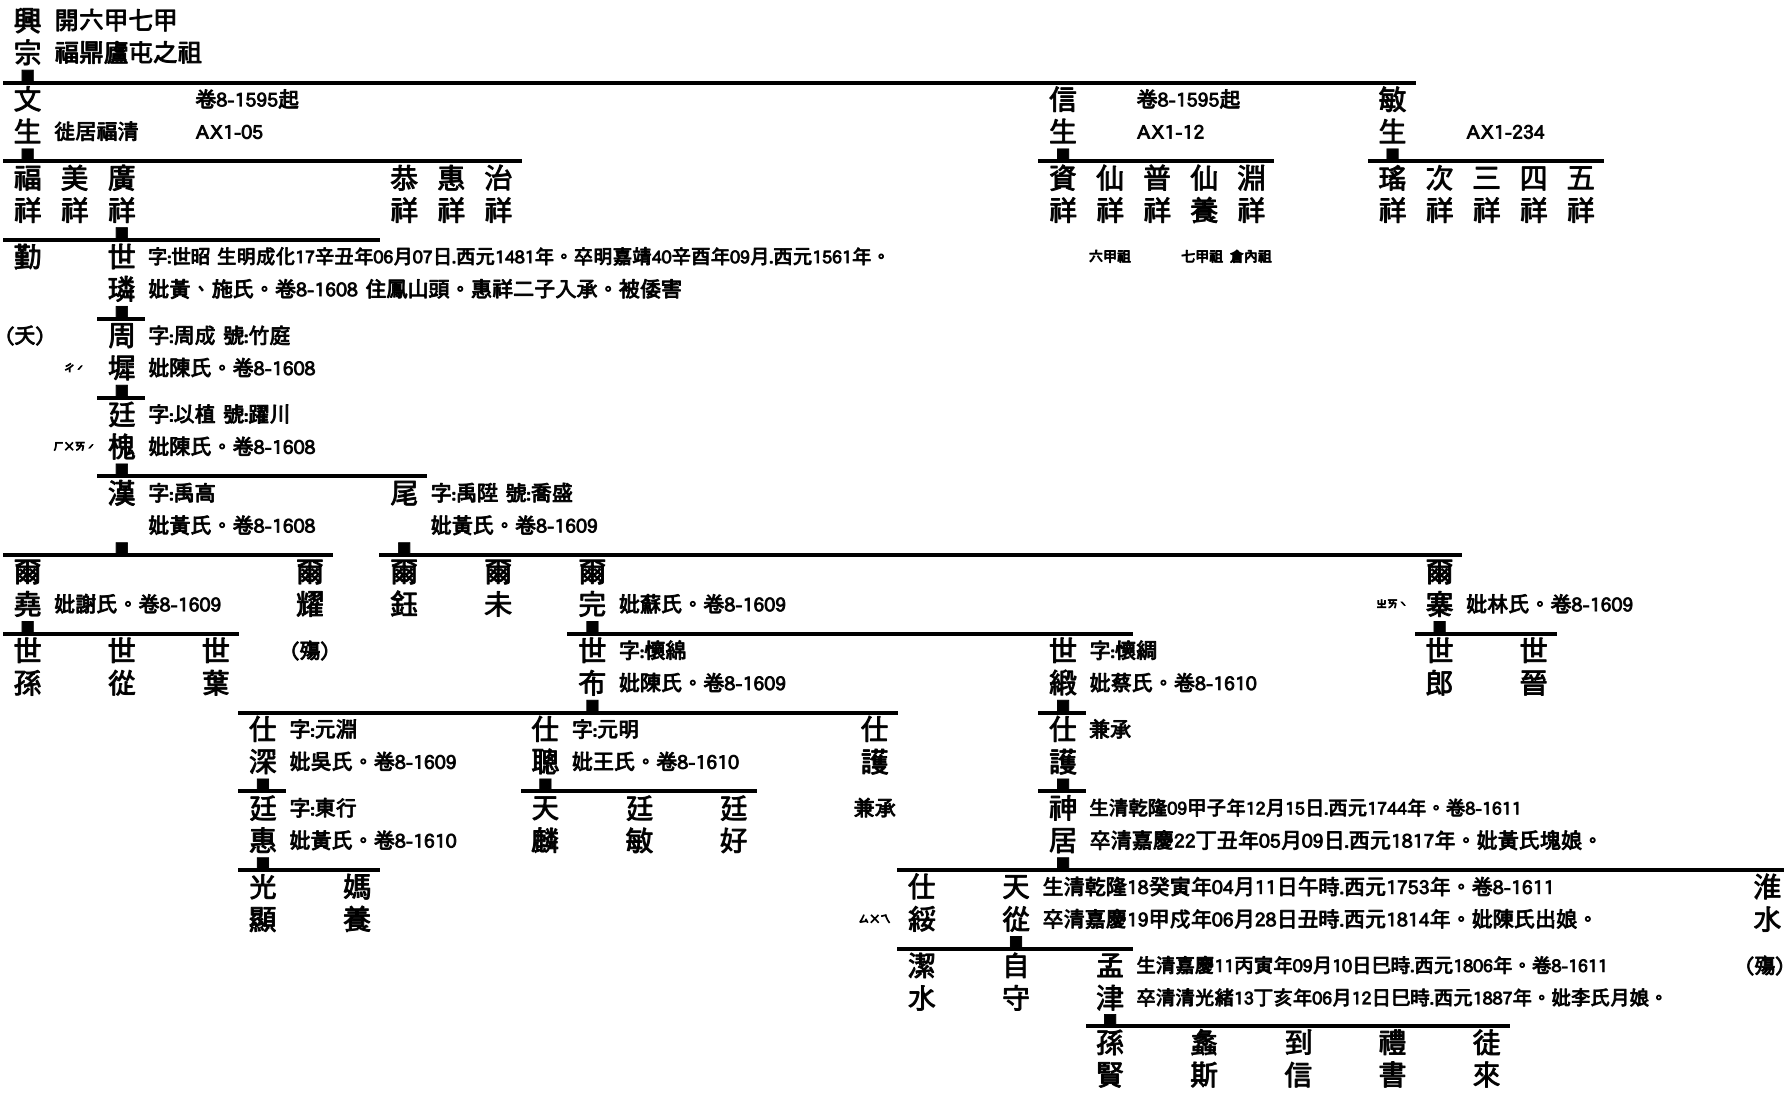 興宗
開六甲七甲
福鼎廬屯之祖
文生
徙居福清
卷8-1595起
AX1-05
信生
卷8-1595起
AX1-12
敏生
AX1-234
福祥
美祥
廣祥
恭祥
惠祥
治祥
資祥
仙祥
普祥
仙養
淵祥
瑤祥
次祥
三祥
四祥
五祥
勤
(夭)
世璘
字:世昭 生明成化17辛丑年06月07日.西元1481年。卒明嘉靖40辛酉年09月.西元1561年。
妣黃、施氏。卷8-1608 住鳳山頭。惠祥二子入承。被倭害
六甲祖
七甲祖
倉內祖
周墀
ㄔˊ
字:周成 號:竹庭
妣陳氏。卷8-1608
廷槐
ㄏㄨㄞˊ
字:以植 號:躍川
妣陳氏。卷8-1608
漢
字:禹高
妣黃氏。卷8-1608
尾
字:禹陞 號:喬盛
妣黃氏。卷8-1609
爾堯
妣謝氏。卷8-1609
爾耀
(殤)
爾鈺
爾未
爾完
妣蘇氏。卷8-1609
爾寨
ㄓㄞˋ
妣林氏。卷8-1609
世孫
世從
世葉
世布
字:懷綿
妣陳氏。卷8-1609
世緞
字:懷綢
妣蔡氏。卷8-1610
世郎
世晉
仕深
字:元淵
妣吳氏。卷8-1609
仕聰
字:元明
妣王氏。卷8-1610
仕護
兼承
仕護
兼承
廷惠
字:東行
妣黃氏。卷8-1610
天麟
廷敏
廷好
神居
生清乾隆09甲子年12月15日.西元1744年。卷8-1611
卒清嘉慶22丁丑年05月09日.西元1817年。妣黃氏塊娘。
光顯
媽養
仕綏
ㄙㄨㄟ
天從
生清乾隆18癸寅年04月11日午時.西元1753年。卷8-1611
卒清嘉慶19甲戌年06月28日丑時.西元1814年。妣陳氏出娘。
淮水
(殤)
潔水
自守
孟津
生清嘉慶11丙寅年09月10日巳時.西元1806年。卷8-1611
卒清清光緒13丁亥年06月12日巳時.西元1887年。妣李氏月娘。
孫賢
螽斯
到信
禮書
徒來